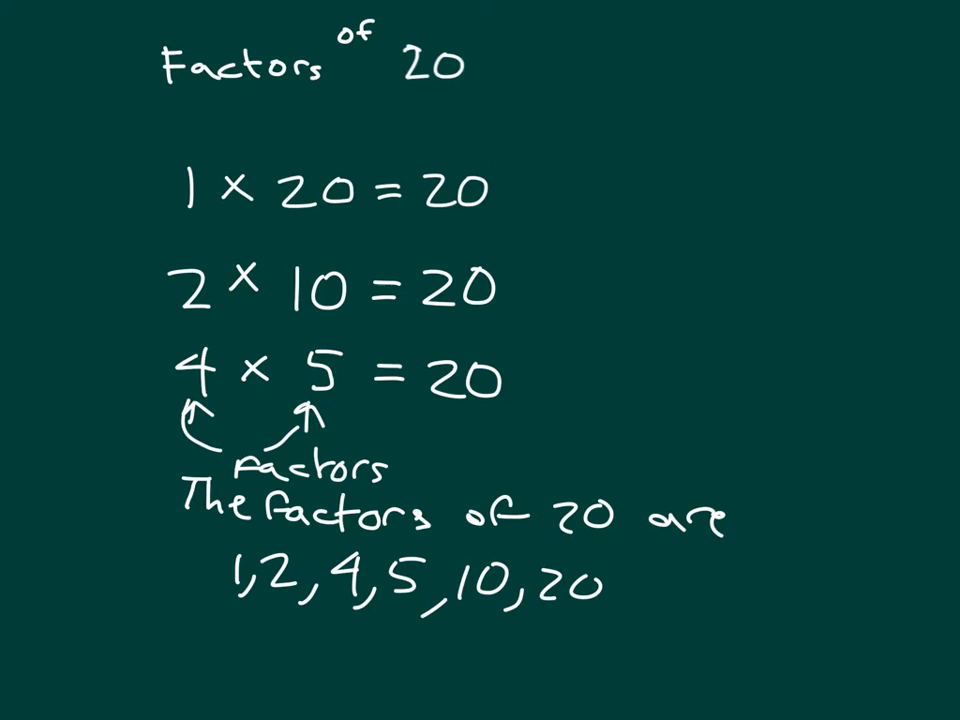 Factors of 20
1 × 20 = 20
2 × 10 = 20
4 × 5 = 20
Factors
The factors of 20 are
1, 2, 4, 5, 10, 20